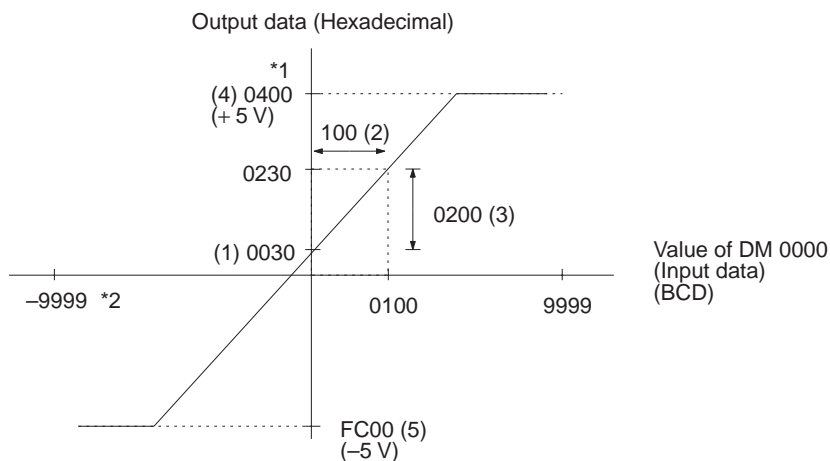 Output data (Hexadecimal)
*1
(4) 0400
(+ 5 V)
100 (2)
0230
0200 (3)
(1) 0030
Value of DM 0000
(Input data)
(BCD)
–9999 *2
0100
9999
FC00 (5)
(–5 V)